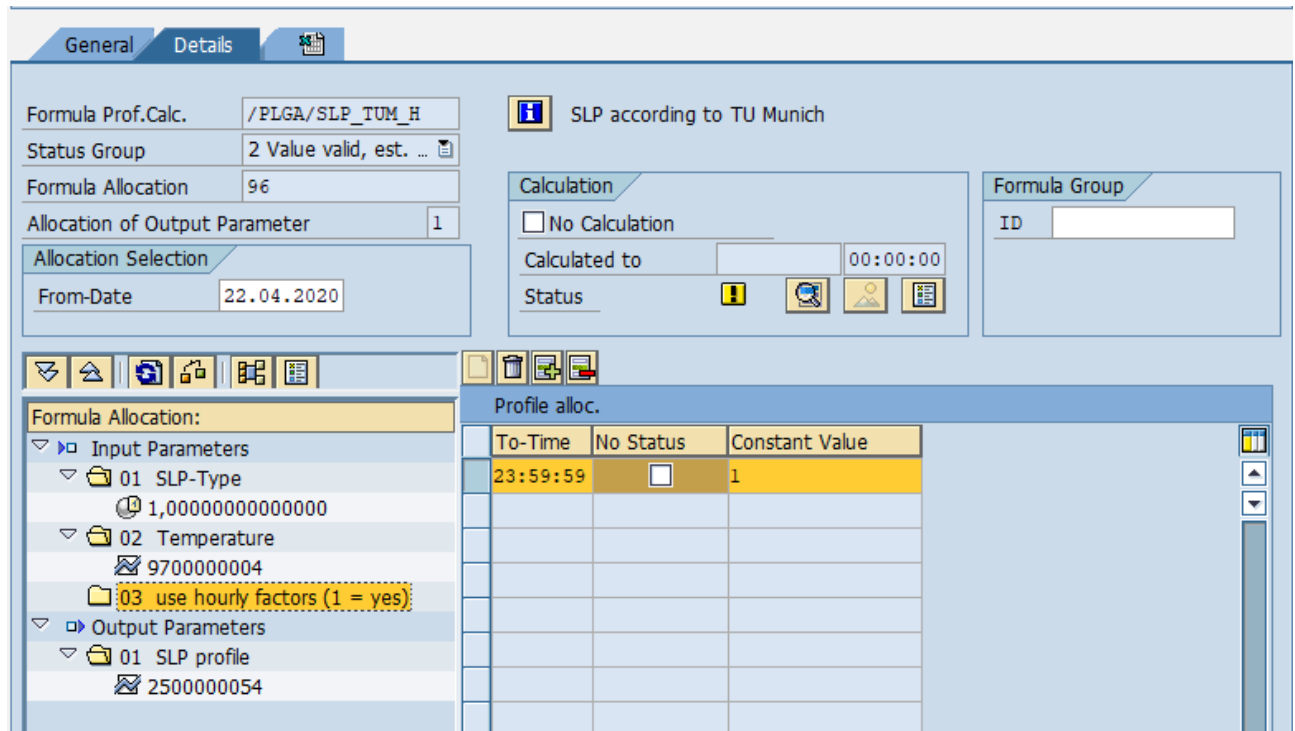 General Details
Formula Prof.Calc. /PLGA/SLP_TUM_H SLP according to TU Munich
Status Group 2 Value valid, est. …
Formula Allocation 96
Allocation of Output Parameter 1
Allocation Selection
From-Date 22.04.2020
Calculation
No Calculation
Calculated to 00:00:00
Status
Formula Group
ID
Formula Allocation:
Input Parameters
01 SLP-Type
1,00000000000000
02 Temperature
9700000004
03 use hourly factors (1 = yes)
Output Parameters
01 SLP profile
2500000054
Profile alloc.
To-Time No Status Constant Value
23:59:59 1